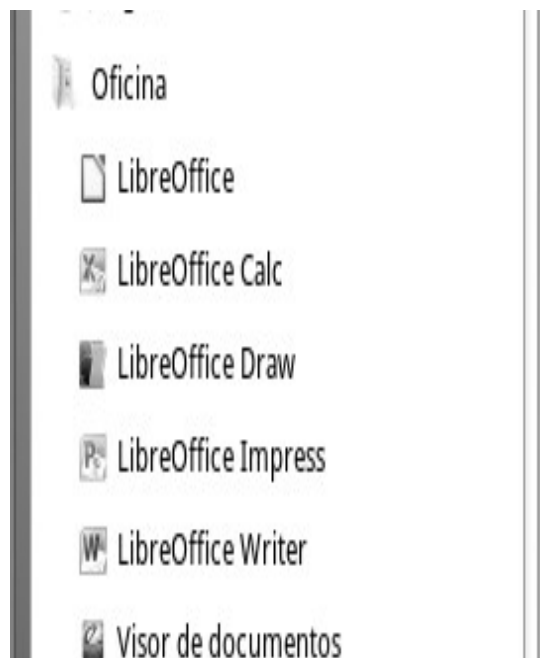 Oficina
LibreOffice
LibreOffice Calc
LibreOffice Draw
LibreOffice Impress
LibreOffice Writer
Visor de documentos